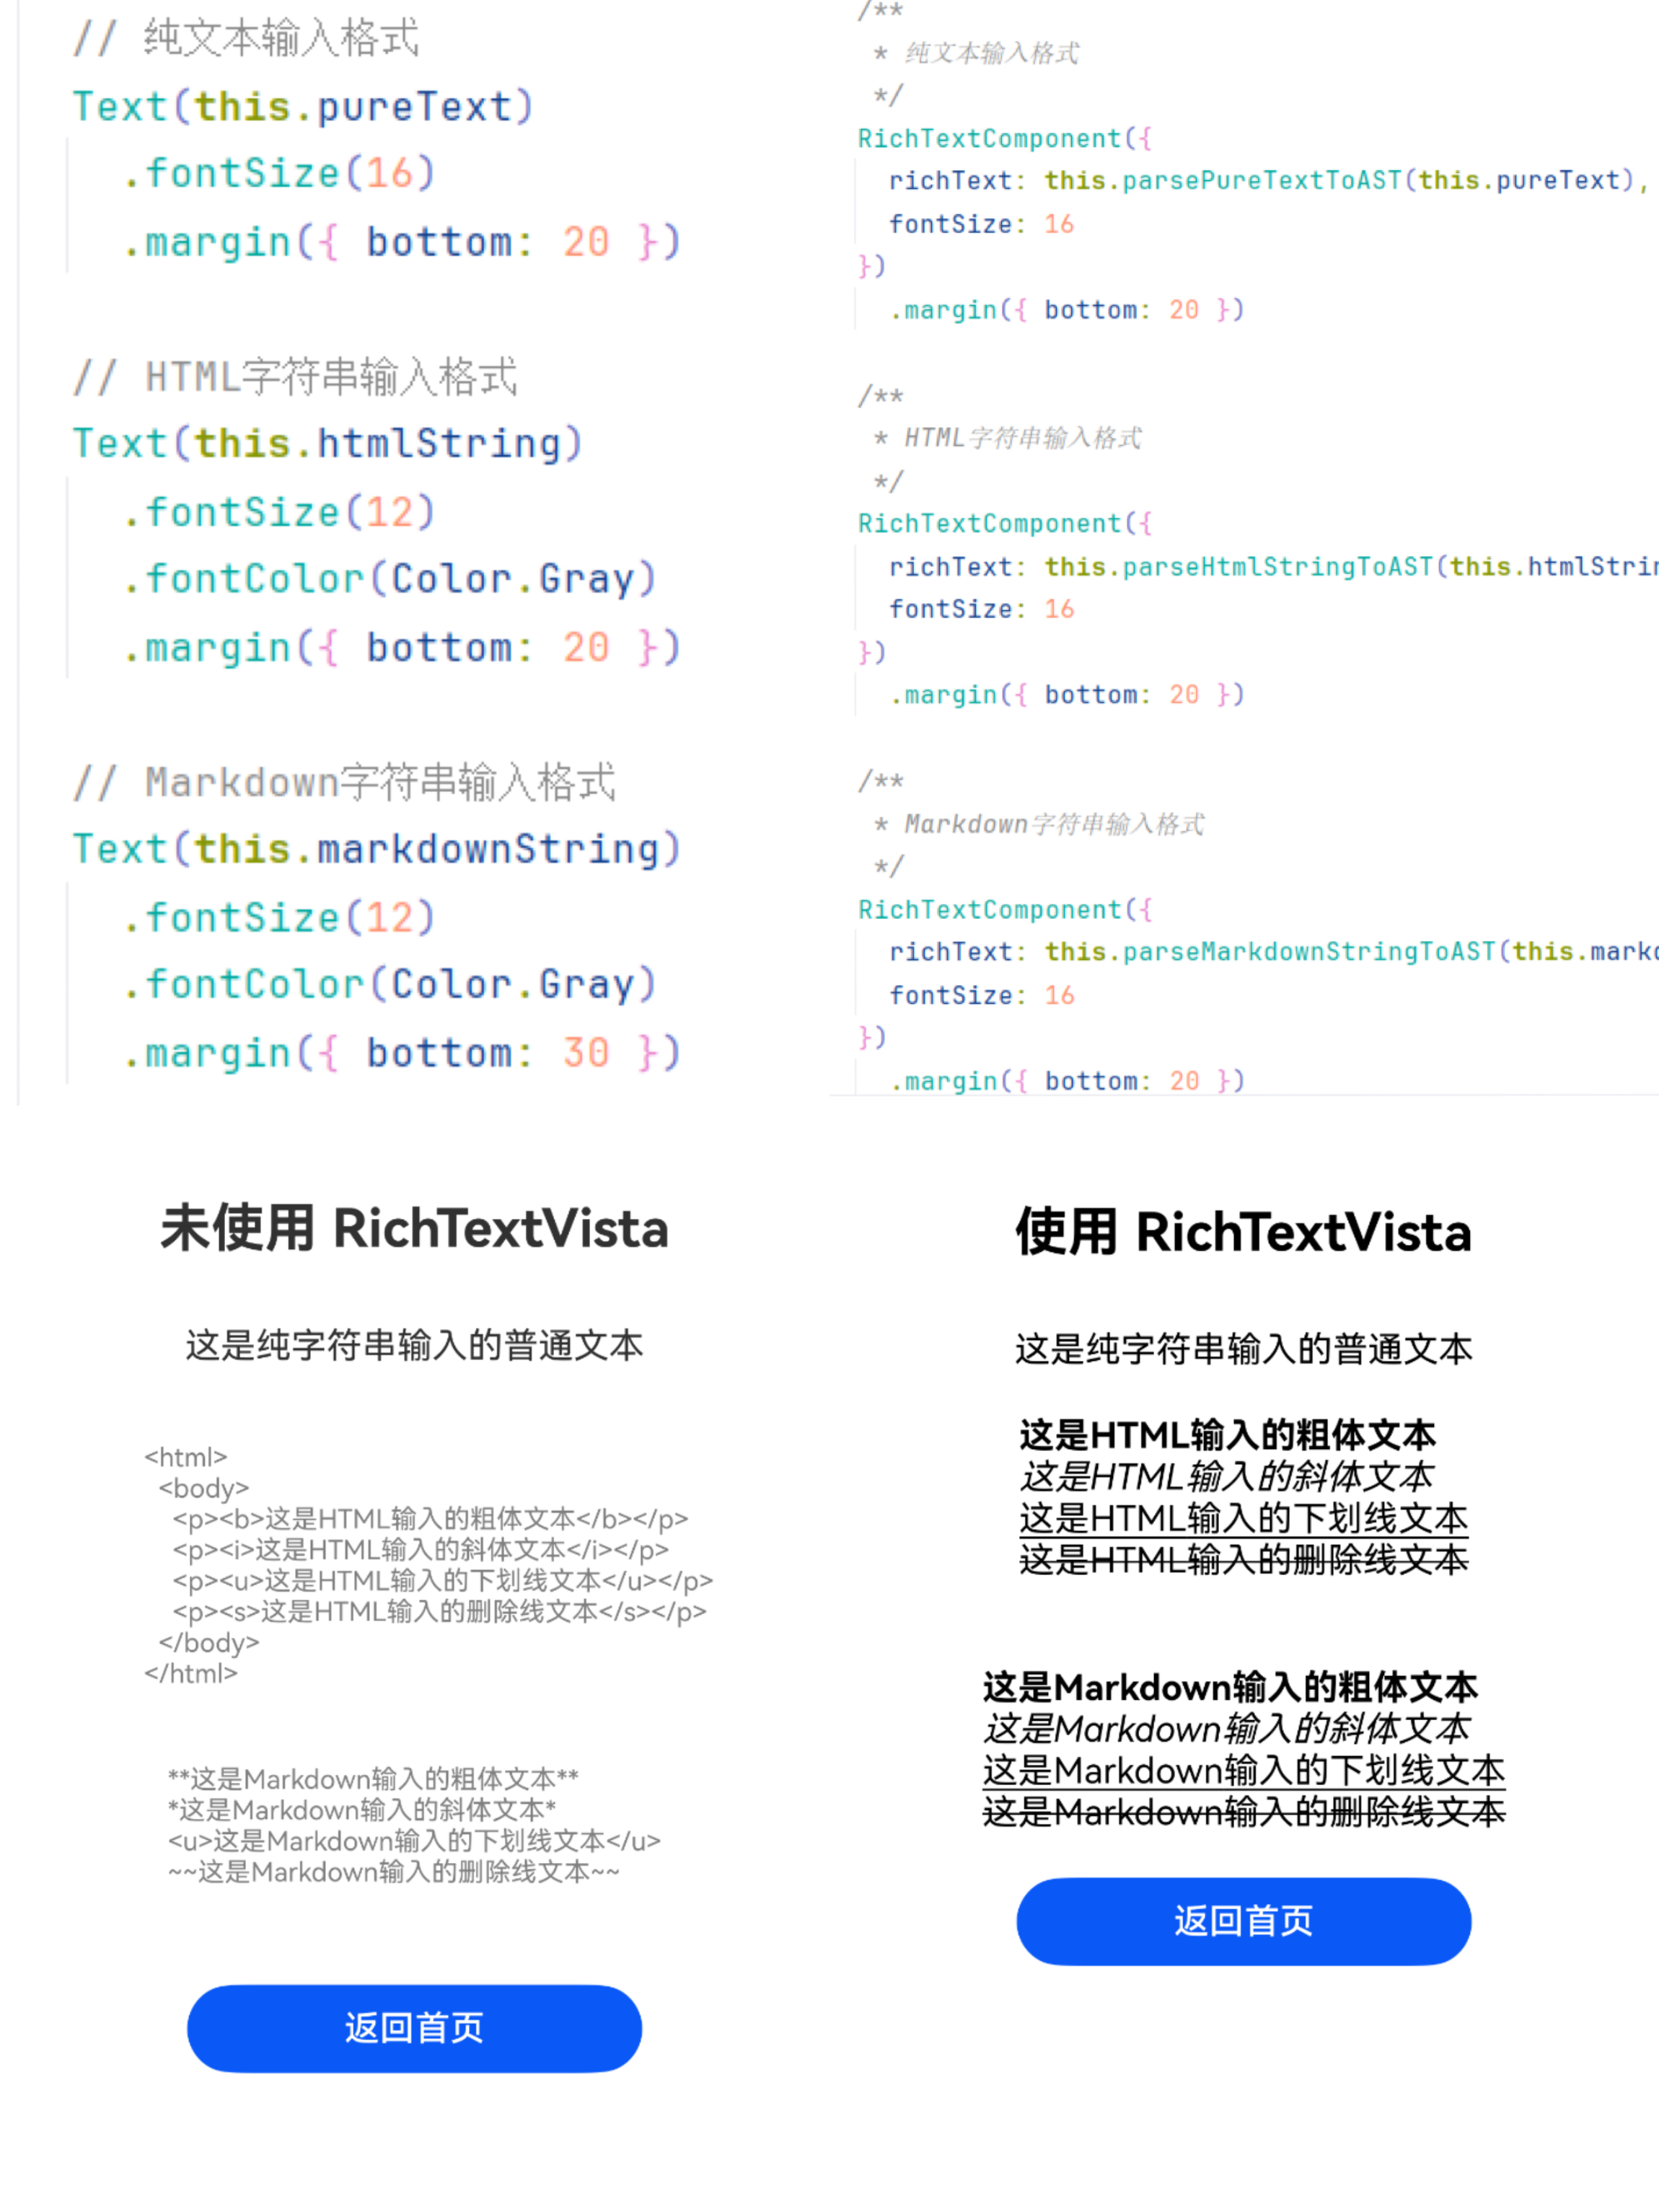 // 纯文本输入格式
Text(this.pureText)
.fontSize(16)
.margin({ bottom: 20 })
// HTML字符串输入格式
Text(this.htmlString)
.fontSize(12)
.fontColor(Color.Gray)
.margin({ bottom: 20 })
// Markdown字符串输入格式
Text(this.markdownString)
.fontSize(12)
.fontColor(Color.Gray)
.margin({ bottom: 30 })
/**
* 纯文本输入格式
*/
RichTextComponent({
richText: this.parsePureTextToAST(this.pureText),
fontSize: 16
})
.margin({ bottom: 20 })
/**
* HTML字符串输入格式
*/
RichTextComponent({
richText: this.parseHtmlStringToAST(this.htmlStrin
fontSize: 16
})
.margin({ bottom: 20 })
/**
* Markdown字符串输入格式
*/
RichTextComponent({
richText: this.parseMarkdownStringToAST(this.markd
fontSize: 16
})
.margin({ bottom: 20 })
未使用 RichTextVista
这是纯字符串输入的普通文本
<html>
<body>
<p><b>这是HTML输入的粗体文本</b></p>
<p><i>这是HTML输入的斜体文本</i></p>
<p><u>这是HTML输入的下划线文本</u></p>
<p><s>这是HTML输入的删除线文本</s></p>
</body>
</html>
**这是Markdown输入的粗体文本**
*这是Markdown输入的斜体文本*
<u>这是Markdown输入的下划线文本</u>
~~这是Markdown输入的删除线文本~~
返回首页
使用 RichTextVista
这是纯字符串输入的普通文本
这是HTML输入的粗体文本
这是HTML输入的斜体文本
这是HTML输入的下划线文本
这是HTML输入的删除线文本
这是Markdown输入的粗体文本
这是Markdown输入的斜体文本
这是Markdown输入的下划线文本
这是Markdown输入的删除线文本
返回首页